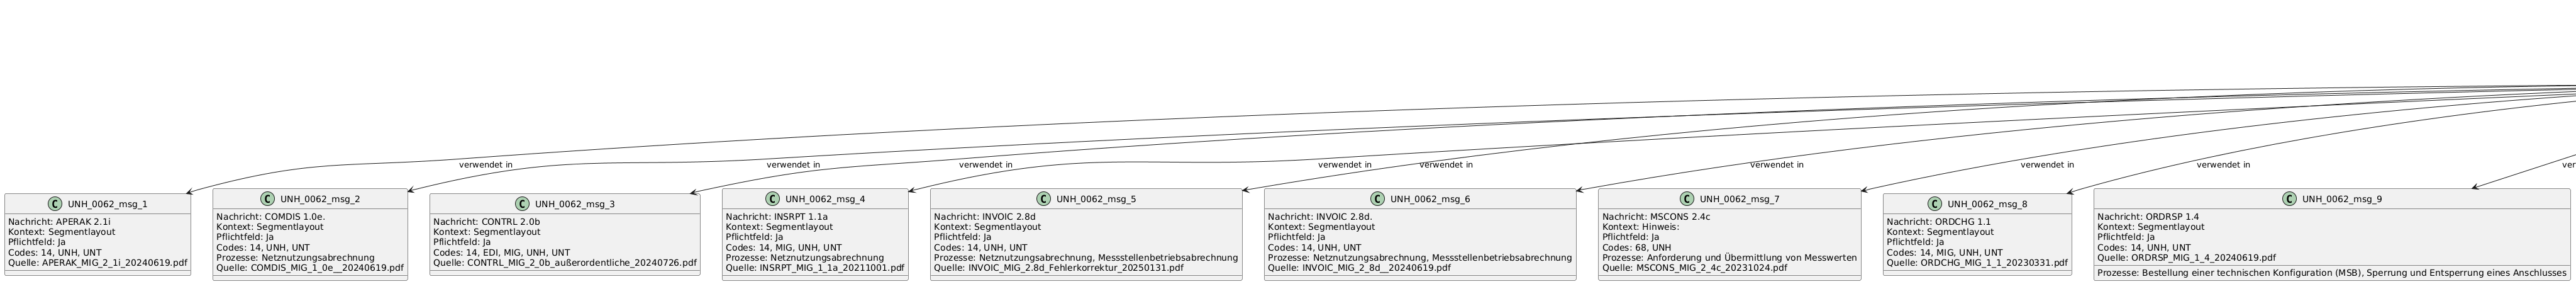 verwendet in
verwendet in
verwendet in
verwendet in
verwendet in
verwendet in
verwendet in
verwendet in
ver
C UNH_0062_msg_1
Nachricht: APERAK 2.1i
Kontext: Segmentlayout
Pflichtfeld: Ja
Codes: 14, UNH, UNT
Quelle: APERAK_MIG_2_1i_20240619.pdf
C UNH_0062_msg_2
Nachricht: COMDIS 1.0e.
Kontext: Segmentlayout
Pflichtfeld: Ja
Codes: 14, UNH, UNT
Prozesse: Netznutzungsabrechnung
Quelle: COMDIS_MIG_1_0e__20240619.pdf
C UNH_0062_msg_3
Nachricht: CONTRL 2.0b
Kontext: Segmentlayout
Pflichtfeld: Ja
Codes: 14, EDI, MIG, UNH, UNT
Quelle: CONTRL_MIG_2_0b_außerordentliche_20240726.pdf
C UNH_0062_msg_4
Nachricht: INSRPT 1.1a
Kontext: Segmentlayout
Pflichtfeld: Ja
Codes: 14, MIG, UNH, UNT
Prozesse: Netznutzungsabrechnung
Quelle: INSRPT_MIG_1_1a_20211001.pdf
C UNH_0062_msg_5
Nachricht: INVOIC 2.8d
Kontext: Segmentlayout
Pflichtfeld: Ja
Codes: 14, UNH, UNT
Prozesse: Netznutzungsabrechnung, Messstellenbetriebsabrechnung
Quelle: INVOIC_MIG_2.8d_Fehlerkorrektur_20250131.pdf
C UNH_0062_msg_6
Nachricht: INVOIC 2.8d.
Kontext: Segmentlayout
Pflichtfeld: Ja
Codes: 14, UNH, UNT
Prozesse: Netznutzungsabrechnung, Messstellenbetriebsabrechnung
Quelle: INVOIC_MIG_2_8d__20240619.pdf
C UNH_0062_msg_7
Nachricht: MSCONS 2.4c
Kontext: Hinweis:
Pflichtfeld: Ja
Codes: 68, UNH
Prozesse: Anforderung und Übermittlung von Messwerten
Quelle: MSCONS_MIG_2_4c_20231024.pdf
C UNH_0062_msg_8
Nachricht: ORDCHG 1.1
Kontext: Segmentlayout
Pflichtfeld: Ja
Codes: 14, MIG, UNH, UNT
Quelle: ORDCHG_MIG_1_1_20230331.pdf
C UNH_0062_msg_9
Nachricht: ORDRSP 1.4
Kontext: Segmentlayout
Pflichtfeld: Ja
Codes: 14, UNH, UNT
Quelle: ORDRSP_MIG_1_4_20240619.pdf
Prozesse: Bestellung einer technischen Konfiguration (MSB), Sperrung und Entsperrung eines Anschlusses